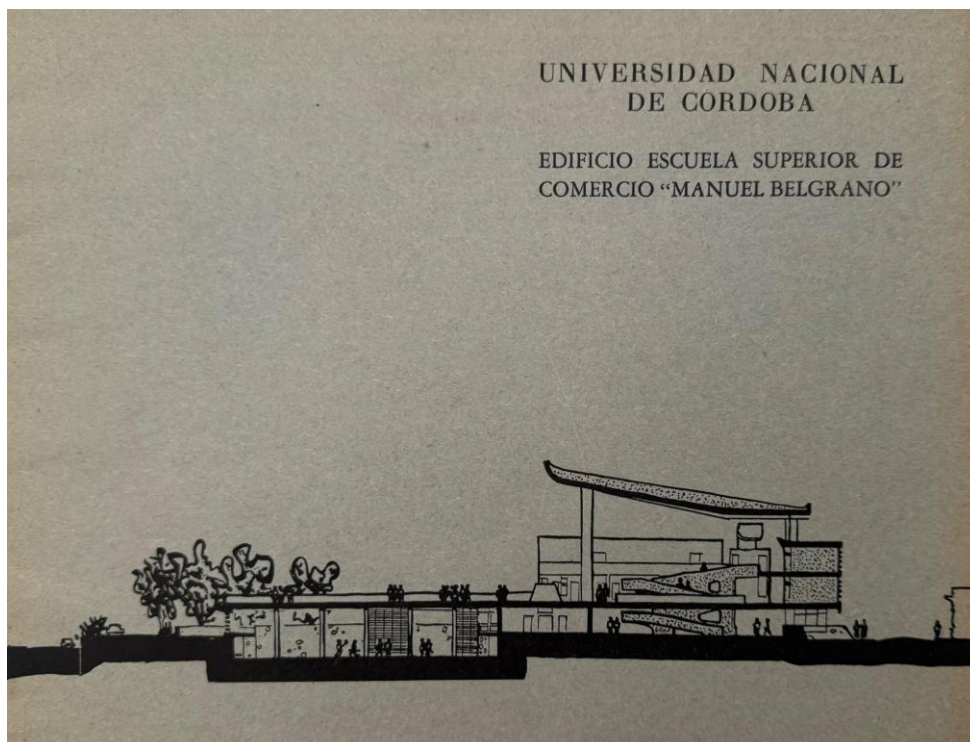 UNIVERSIDAD NACIONAL
DE CORDOBA
EDIFICIO ESCUELA SUPERIOR DE
COMERCIO “MANUEL BELGRANO”